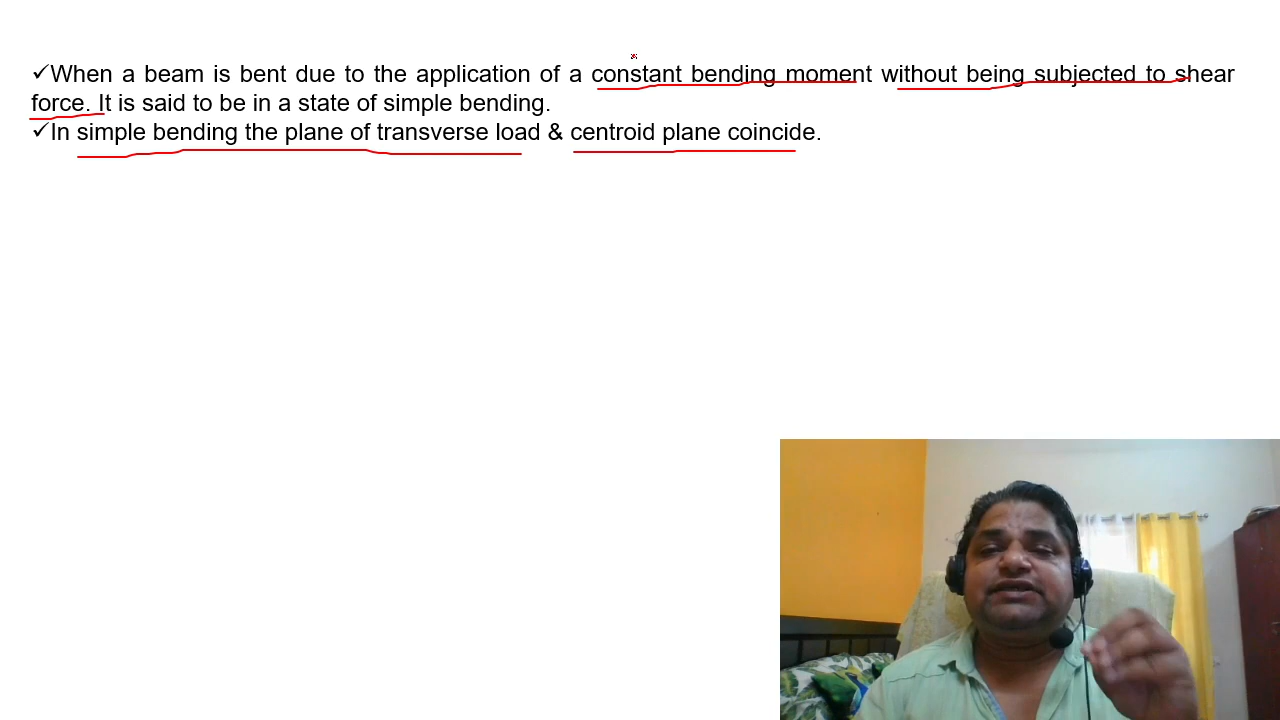 ✓When a beam is bent due to the application of a constant bending moment without being subjected to shear
force. It is said to be in a state of simple bending.
✓In simple bending the plane of transverse load & centroid plane coincide.